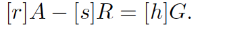 [r]A − [s]R = [h]G.